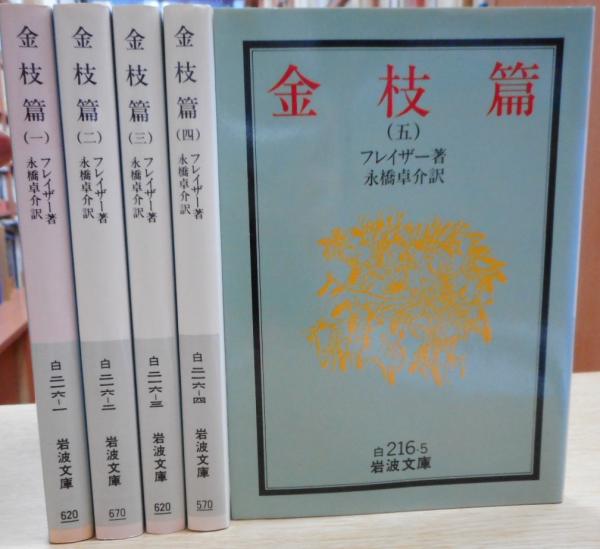 金枝篇(一)
フレイザー著
永橋卓介訳
白二一六-一
岩波文庫
620
金枝篇(二)
フレイザー著
永橋卓介訳
白二一六-二
岩波文庫
670
金枝篇(三)
フレイザー著
永橋卓介訳
白二一六-三
岩波文庫
620
金枝篇(四)
フレイザー著
永橋卓介訳
白二一六-四
岩波文庫
570
金枝篇
(五)
フレイザー著
永橋卓介訳
白216-5
岩波文庫